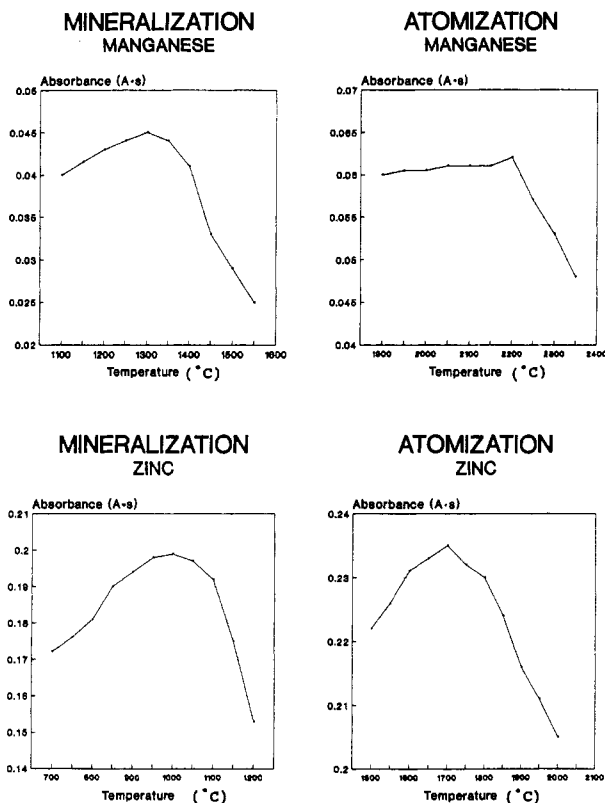 MINERALIZATION
MANGANESE
Absorbance (A·s)
0.05
0.045
0.04
0.035
0.03
0.025
0.02
1100 1200 1300 1400 1500 1600
Temperature (°C)
ATOMIZATION
MANGANESE
Absorbance (A·s)
0.07
0.065
0.06
0.055
0.05
0.045
0.04
1900 2000 2100 2200 2300 2400
Temperature (°C)
MINERALIZATION
ZINC
Absorbance (A·s)
0.21
0.2
0.19
0.18
0.17
0.16
0.15
0.14
700 800 900 1000 1100 1200
Temperature (°C)
ATOMIZATION
ZINC
Absorbance (A·s)
0.24
0.23
0.22
0.21
0.2
1500 1600 1700 1800 1900 2000 2100
Temperature (°C)